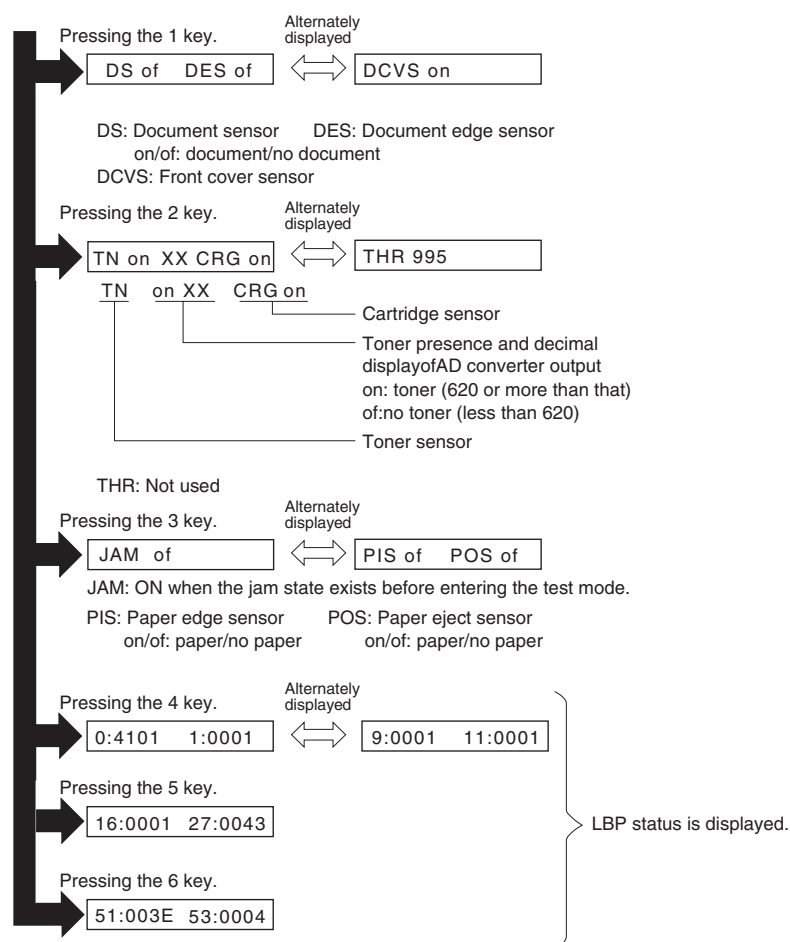 Pressing the 1 key.
Alternately
displayed
DS of DES of
DCVS on
DS: Document sensor DES: Document edge sensor
on/of: document/no document
DCVS: Front cover sensor
Pressing the 2 key.
Alternately
displayed
TN on XX CRG on
THR 995
TN on XX CRG on
Cartridge sensor
Toner presence and decimal
displayofAD converter output
on: toner (620 or more than that)
of:no toner (less than 620)
Toner sensor
THR: Not used
Pressing the 3 key.
Alternately
displayed
JAM of
PIS of POS of
JAM: ON when the jam state exists before entering the test mode.
PIS: Paper edge sensor POS: Paper eject sensor
on/of: paper/no paper on/of: paper/no paper
Pressing the 4 key.
Alternately
displayed
0:4101 1:0001
9:0001 11:0001
Pressing the 5 key.
16:0001 27:0043
LBP status is displayed.
Pressing the 6 key.
51:003E 53:0004